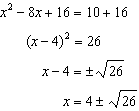 x² − 8x + 16 = 10 + 16
(x − 4)² = 26
x − 4 = ±√26
x = 4 ± √26